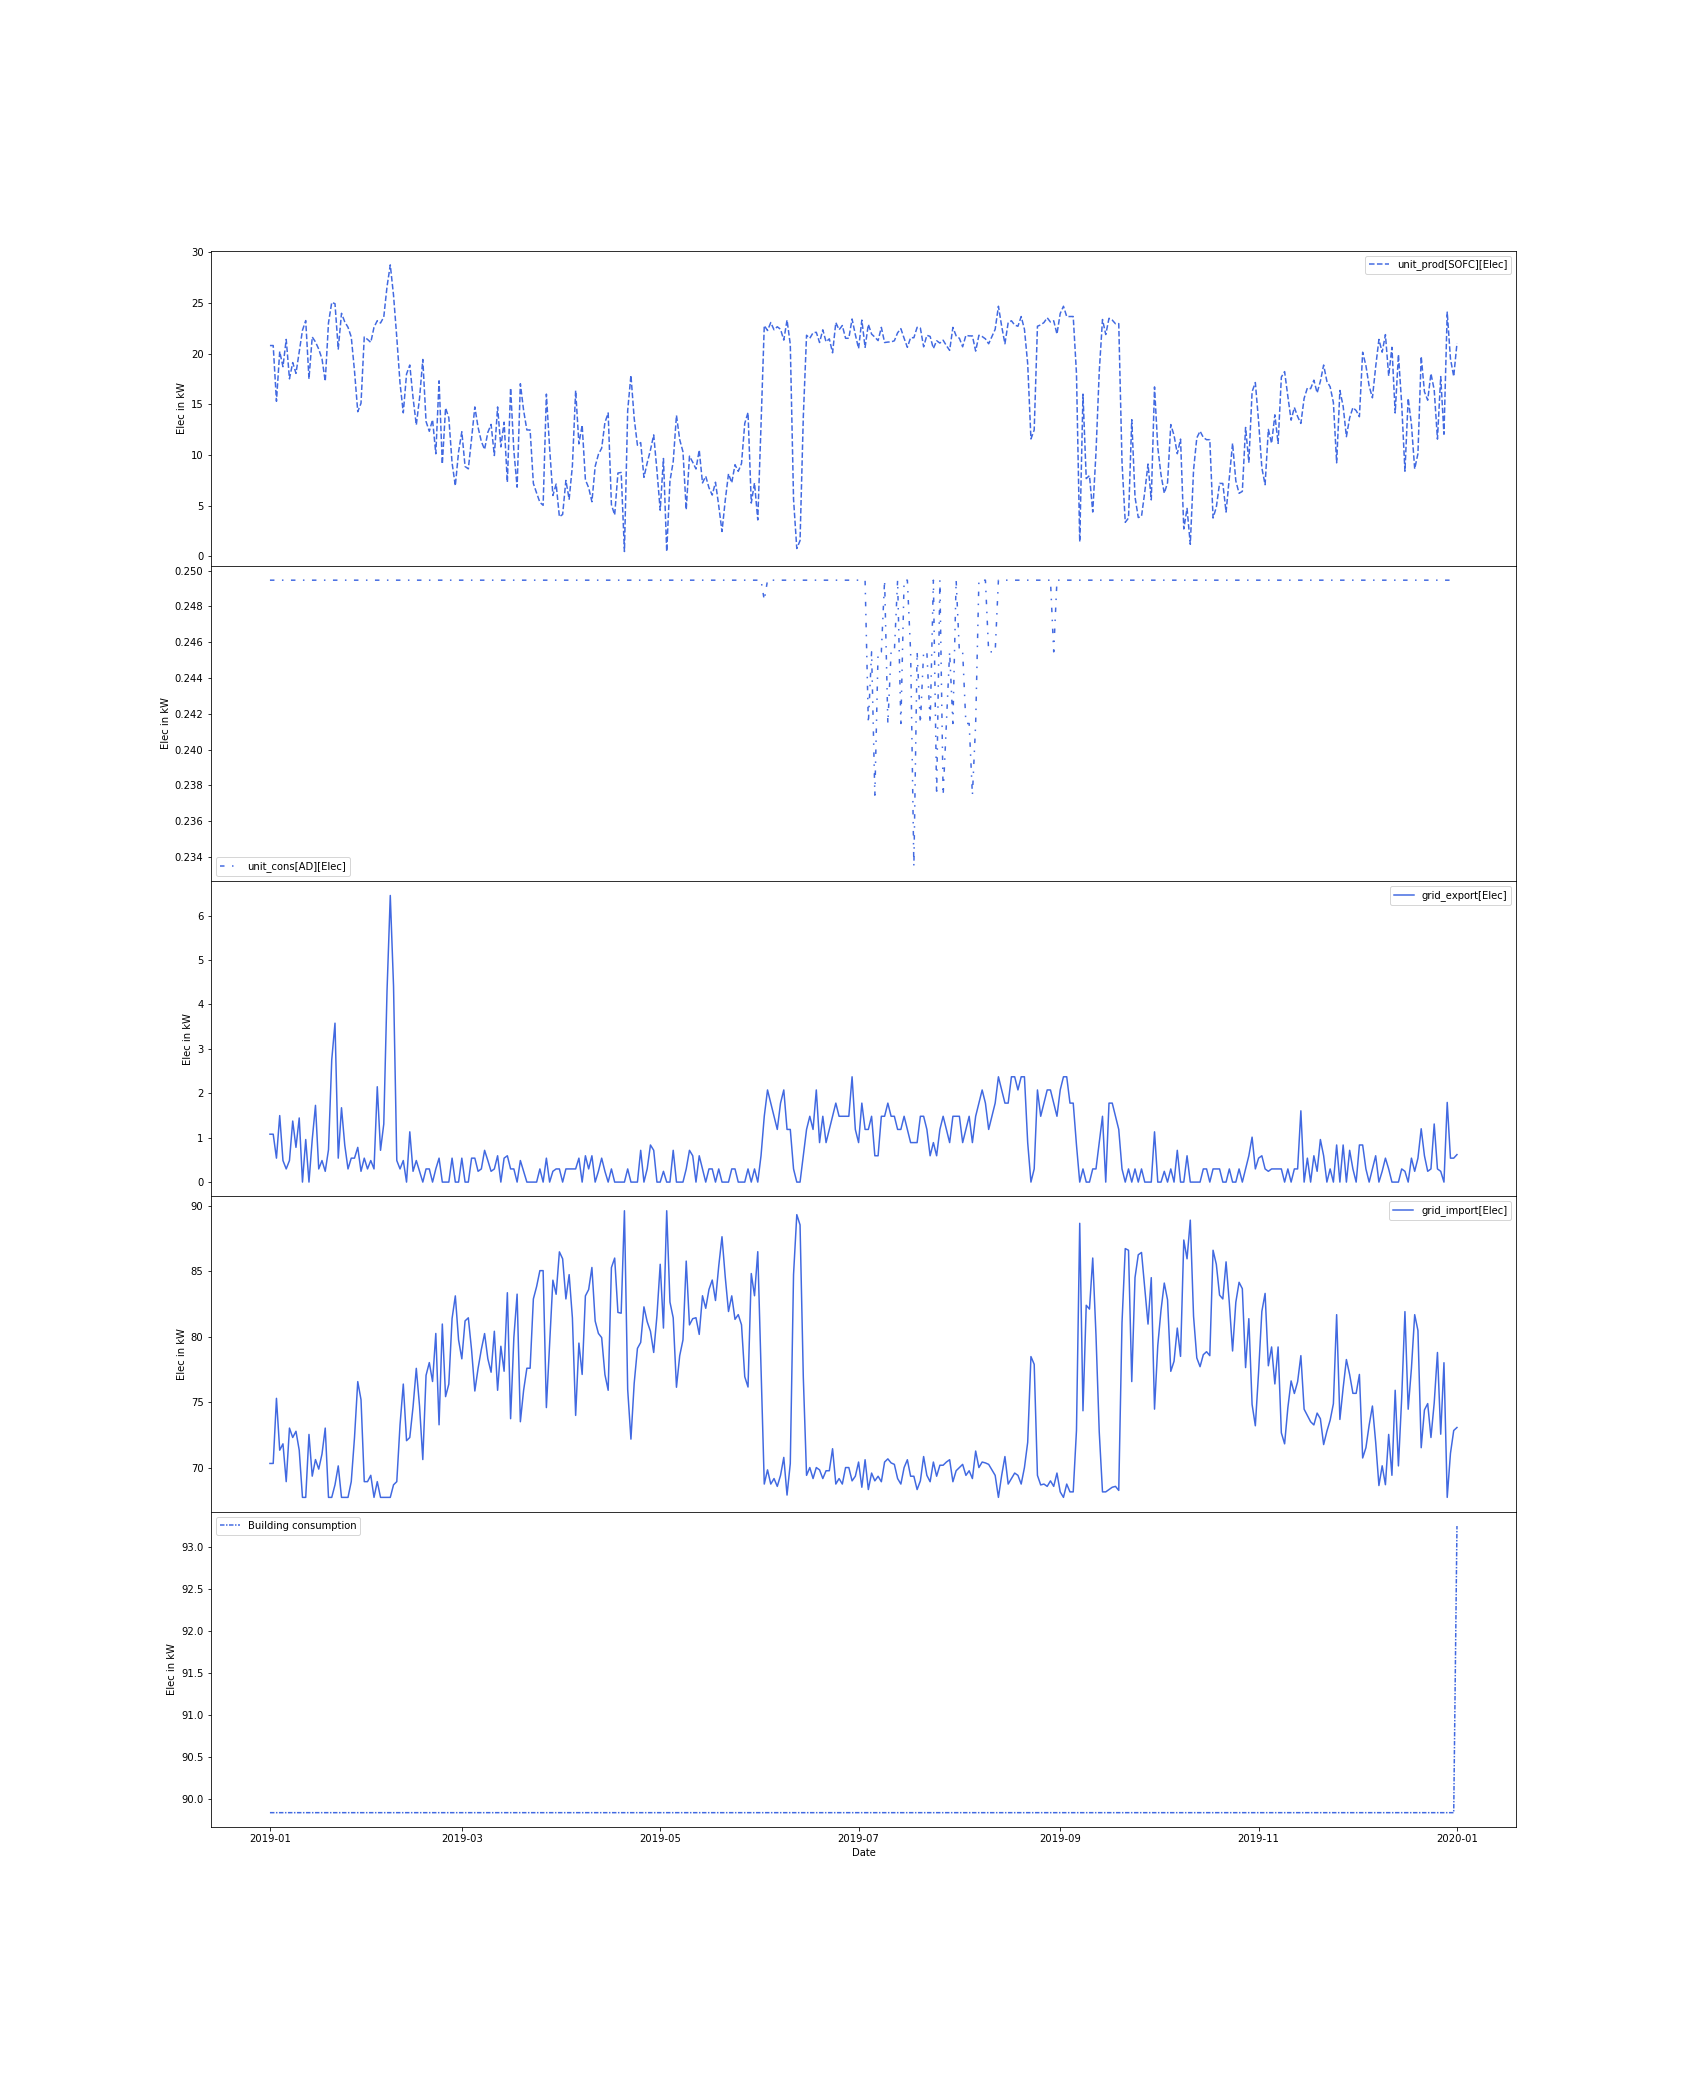 30
25
20
15
10
5
0
Elec in kW
unit_prod[SOFC][Elec]
0.250
0.248
0.246
0.244
0.242
0.240
0.238
0.236
0.234
Elec in kW
unit_cons[AD][Elec]
6
5
4
3
2
1
0
Elec in kW
grid_export[Elec]
90
85
80
75
70
Elec in kW
grid_import[Elec]
Building consumption
93.0
92.5
92.0
91.5
91.0
90.5
90.0
Elec in kW
2019-01 2019-03 2019-05 2019-07 2019-09 2019-11 2020-01
Date